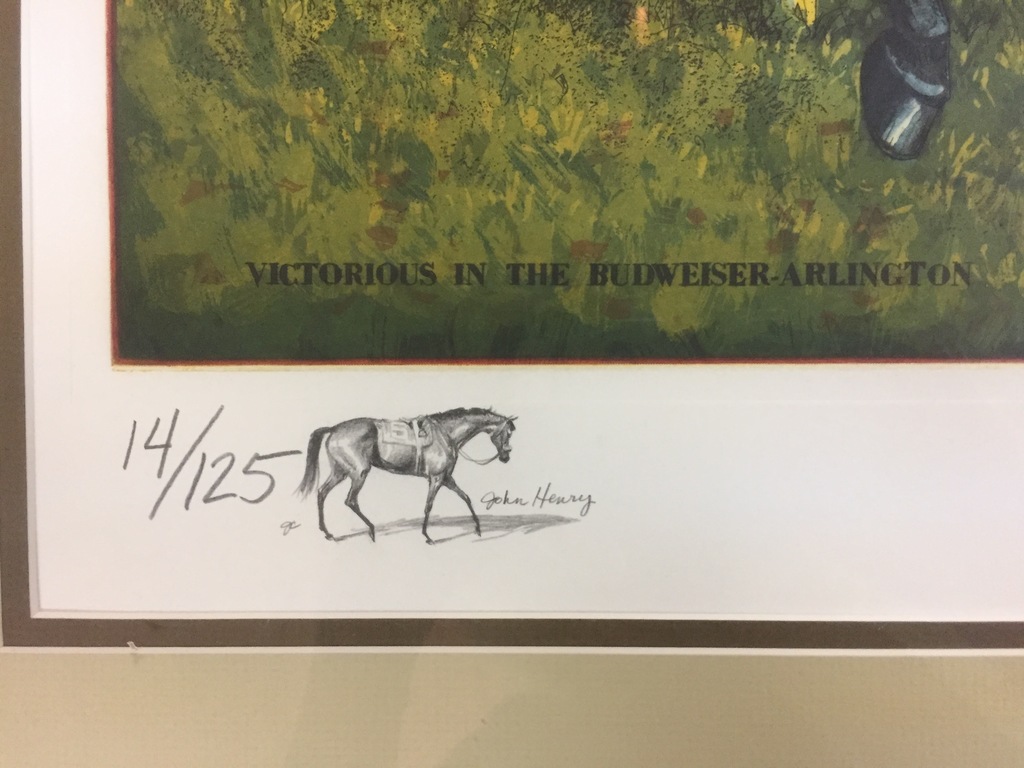 VICTORIOUS IN THE BUDWEISER-ARLINGTON
14/125
John Henry